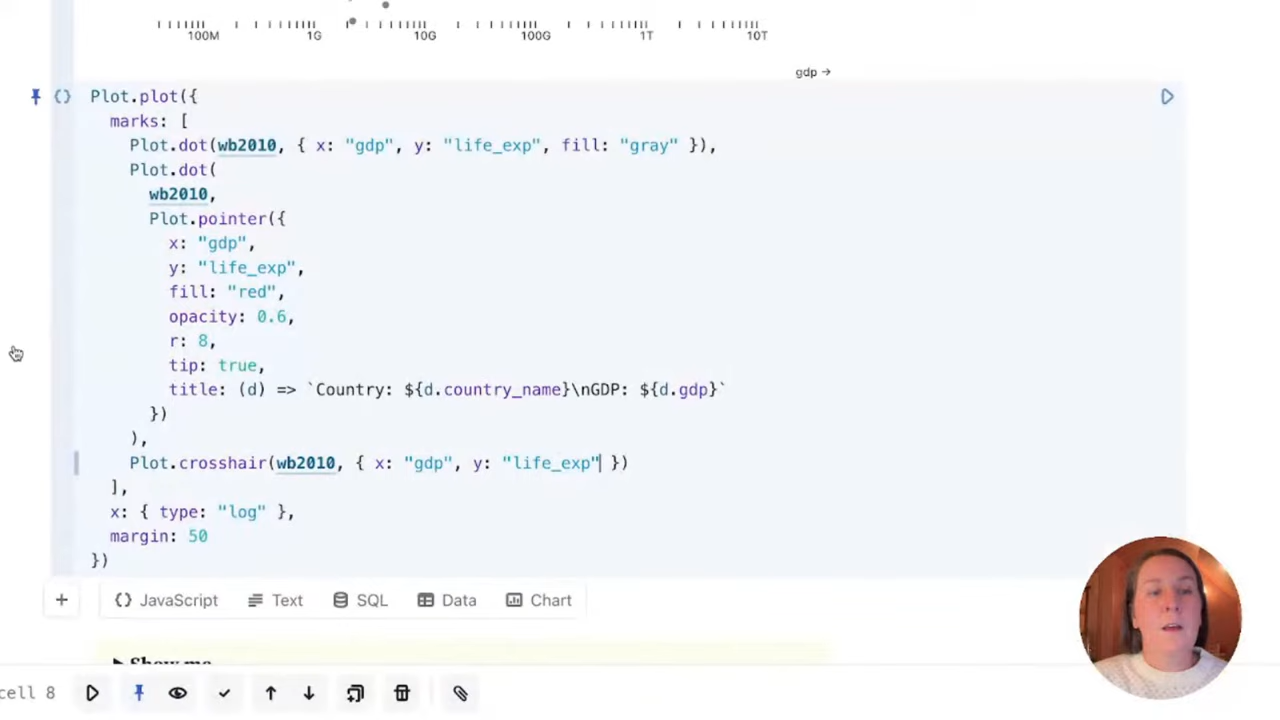 100M 1G 10G 100G 1T 10T
gdp →
Plot.plot({
marks: [
Plot.dot(wb2010, { x: "gdp", y: "life_exp", fill: "gray" }),
Plot.dot(
wb2010,
Plot.pointer({
x: "gdp",
y: "life_exp",
fill: "red",
opacity: 0.6,
r: 8,
tip: true,
title: (d) => `Country: ${d.country_name}\nGDP: ${d.gdp}`
})
),
Plot.crosshair(wb2010, { x: "gdp", y: "life_exp" })
],
x: { type: "log" },
margin: 50
})
JavaScript Text SQL Data Chart
Show me
cell 8